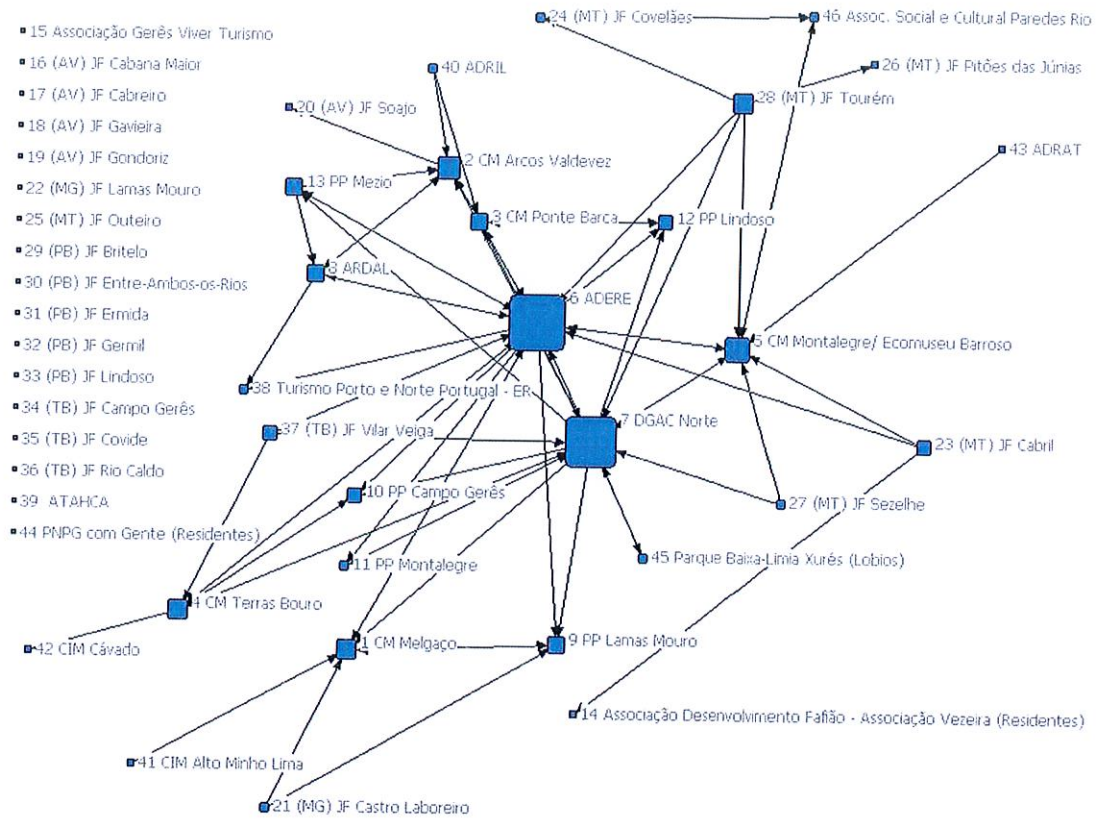 24 (MT) JF Covelães
46 Assoc. Social e Cultural Paredes Rio
15 Associação Gerês Viver Turismo
16 (AV) JF Cabana Maior
40 ADRIL
26 (MT) JF Pitões das Júnias
17 (AV) JF Cabreiro
20 (AV) JF Soajo
28 (MT) JF Tourém
18 (AV) JF Gavieira
43 ADRAT
19 (AV) JF Gondoriz
2 CM Arcos Valdevez
13 PP Mezio
22 (MG) JF Lamas Mouro
25 (MT) JF Outeiro
3 CM Ponte Barca
12 PP Lindoso
29 (PB) JF Britelo
8 ARDAL
6 ADERE
30 (PB) JF Entre-Ambos-os-Rios
31 (PB) JF Ermida
32 (PB) JF Germil
5 CM Montalegre/ Ecomuseu Barroso
33 (PB) JF Lindoso
38 Turismo Porto e Norte Portugal - ER
34 (TB) JF Campo Gerês
7 DGAC Norte
37 (TB) JF Vilar Veiga
35 (TB) JF Covide
23 (MT) JF Cabril
36 (TB) JF Rio Caldo
39 ATAHCA
10 PP Campo Gerês
27 (MT) JF Sezelhe
44 PNPG com Gente (Residentes)
45 Parque Baixa-Limia Xurés (Lobios)
11 PP Montalegre
4 CM Terras Bouro
42 CIM Cávado
1 CM Melgaço
9 PP Lamas Mouro
14 Associação Desenvolvimento Fafião - Associação Vezeira (Residentes)
41 CIM Alto Minho Lima
21 (MG) JF Castro Laboreiro